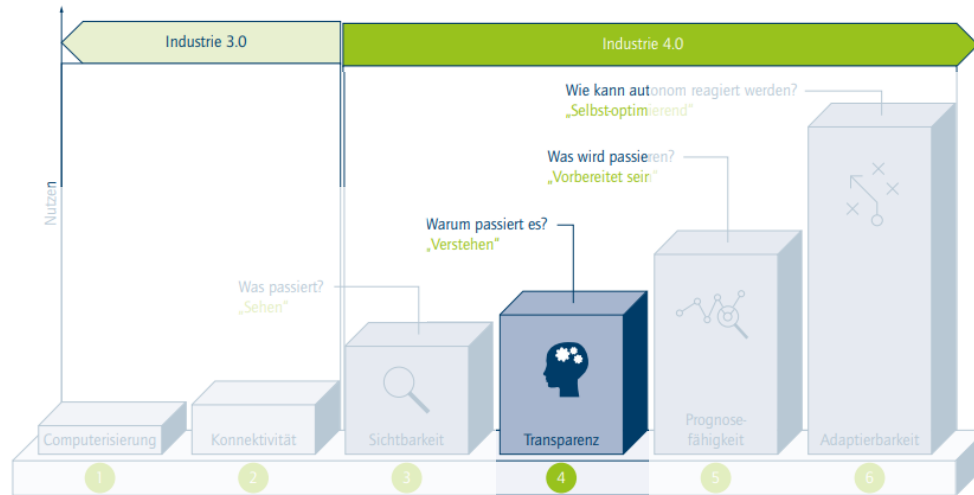 Industrie 3.0
Industrie 4.0
Wie kann autonom reagiert werden?
„Selbst-optimierend“
Was wird passieren?
„Vorbereitet sein“
Warum passiert es?
„Verstehen“
Was passiert?
„Sehen“
Nutzen
Computerisierung
Konnektivität
Sichtbarkeit
Transparenz
Prognose-
fähigkeit
Adaptierbarkeit
1
2
3
4
5
6